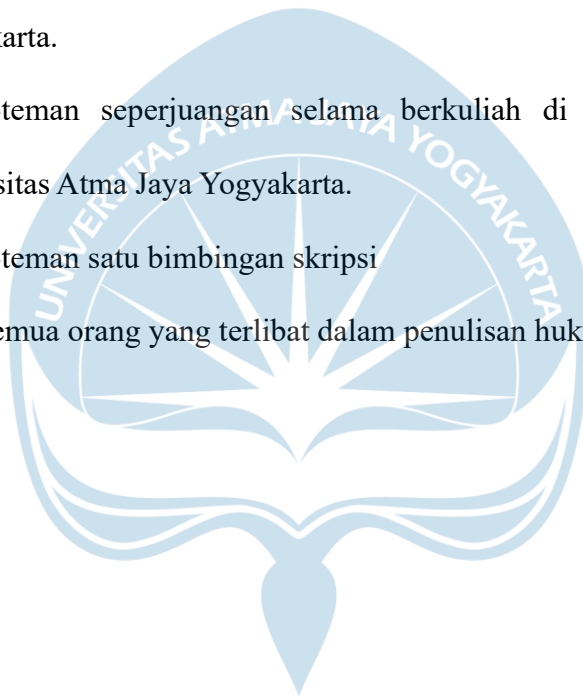 karta.
teman seperjuangan selama berkuliah di
sitas Atma Jaya Yogyakarta.
teman satu bimbingan skripsi
emua orang yang terlibat dalam penulisan huk
UNIVERSITAS ATMA JAYA YOGYAKARTA